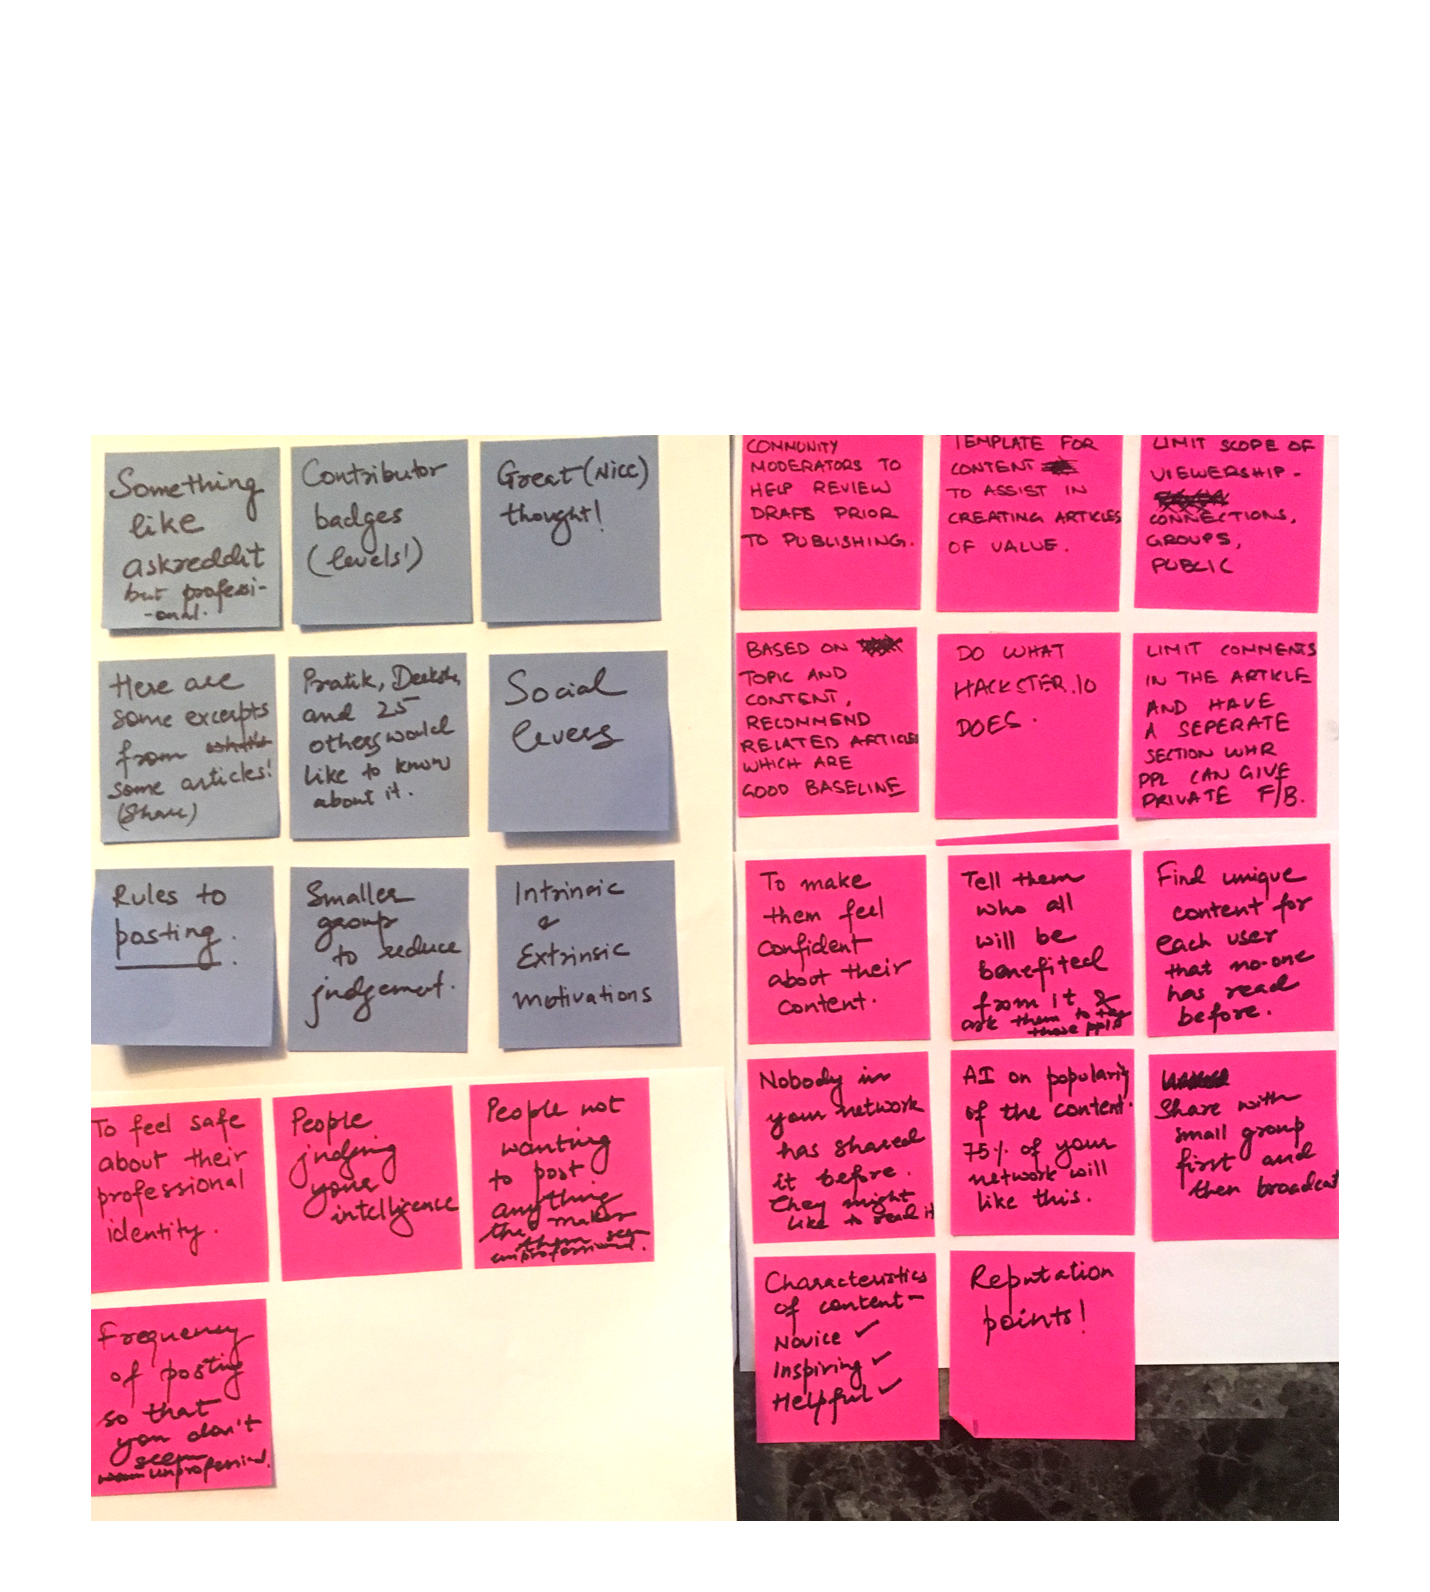 Something
like
askreddit
but professi-
-onal.
Contributor
badges
(levels!)
Great (Nice)
thought!
Here are
some excerpts
from
some articles!
(Share)
Pratik, Deeksha,
and 25
others would
like to know
about it.
Social
levers
Rules to
posting.
Smaller
group
to reduce
judgement.
Intrinsic
&
Extrinsic
motivations
To feel safe
about their
professional
identity.
People
judging
your
intelligence
People not
wanting
to post
anything
that makes
them seem
unprofessional.
Frequency
of posting
so that
you don't
seem
unprofessional.
COMMUNITY
MODERATORS TO
HELP REVIEW
DRAFS PRIOR
TO PUBLISHING.
TEMPLATE FOR
CONTENT
TO ASSIST IN
CREATING ARTICLES
OF VALUE.
LIMIT SCOPE OF
VIEWERSHIP -
CONNECTIONS,
GROUPS,
PUBLIC
BASED ON
TOPIC AND
CONTENT,
RECOMMEND
RELATED ARTICLES
WHICH ARE
GOOD BASELINE
DO WHAT
HACKSTER.IO
DOES.
LIMIT COMMENTS
IN THE ARTICLE
AND HAVE
A SEPERATE
SECTION WHR
PPL CAN GIVE
PRIVATE F/B.
To make
them feel
confident
about their
content.
Tell them
who all
will be
benefited
from it &
ask them to tag
those ppl.
Find unique
content for
each user
that no-one
has read
before.
Nobody in
your network
has shared
it before.
They might
like to read it
AI on popularity
of the content.
75% of your
network will
like this.
Share with
small group
first and
then broadcast
Characteristics
of content-
Novice ✓
Inspiring ✓
Helpful ✓
Reputation
points!